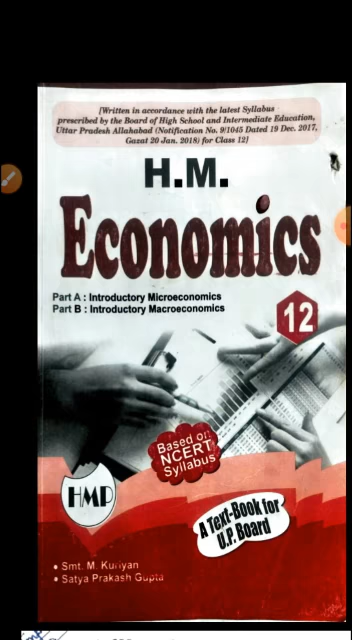 [Written in accordance with the latest Syllabus
prescribed by the Board of High School and Intermediate Education,
Uttar Pradesh Allahabad (Notification No. 9/1045 Dated 19 Dec. 2017,
Gazat 20 Jan. 2018) for Class 12]
H.M.
Economics
Part A : Introductory Microeconomics
Part B : Introductory Macroeconomics
12
Based on
NCERT
Syllabus
HMP
A Text-Book for
U.P. Board
• Smt. M. Kuriyan
• Satya Prakash Gupta